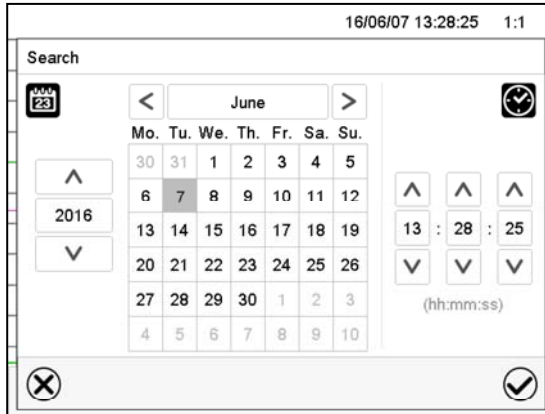 16/06/07 13:28:25 1:1
Search
23
< June >
Mo. Tu. We. Th. Fr. Sa. Su.
30 31 1 2 3 4 5
6 7 8 9 10 11 12
2016
13 14 15 16 17 18 19
13 : 28 : 25
20 21 22 23 24 25 26
27 28 29 30 1 2 3
(hh:mm:ss)
4 5 6 7 8 9 10